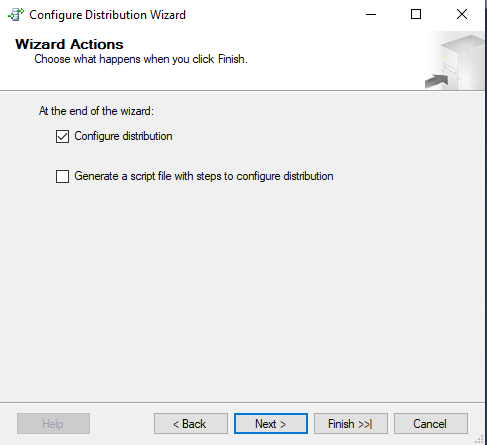 Configure Distribution Wizard
Wizard Actions
Choose what happens when you click Finish.
At the end of the wizard:
Configure distribution
Generate a script file with steps to configure distribution
Help
< Back
Next >
Finish >>|
Cancel